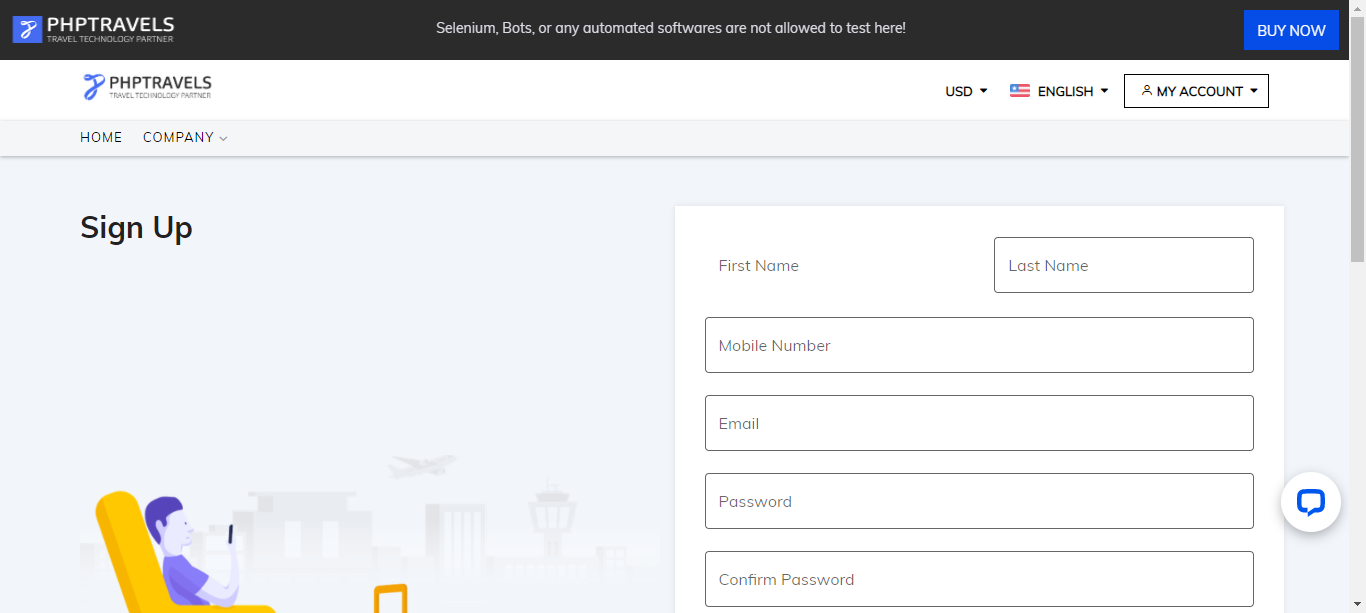 PHPTRAVELS
TRAVEL TECHNOLOGY PARTNER
Selenium, Bots, or any automated softwares are not allowed to test here!
BUY NOW
PHPTRAVELS
TRAVEL TECHNOLOGY PARTNER
USD
ENGLISH
MY ACCOUNT
HOME
COMPANY
Sign Up
First Name
Last Name
Mobile Number
Email
Password
Confirm Password